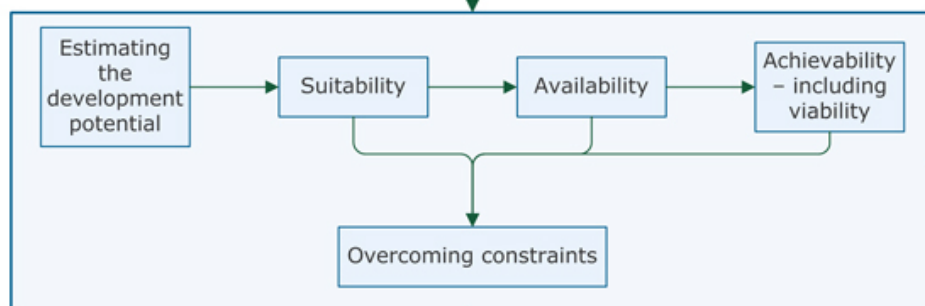 Estimating
the
development
potential
Suitability
Availability
Achievability
– including
viability
Overcoming constraints